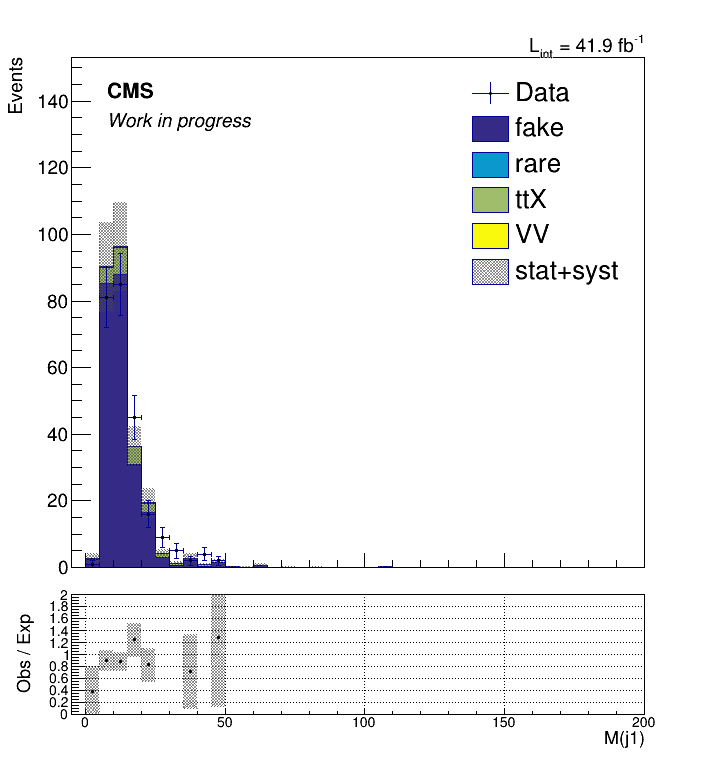 L_int = 41.9 fb^-1
Events
CMS
Work in progress
Data
fake
rare
ttX
VV
stat+syst
140
120
100
80
60
40
20
0
Obs / Exp
2
1.8
1.6
1.4
1.2
1
0.8
0.6
0.4
0.2
0
0 50 100 150 200
M(j1)